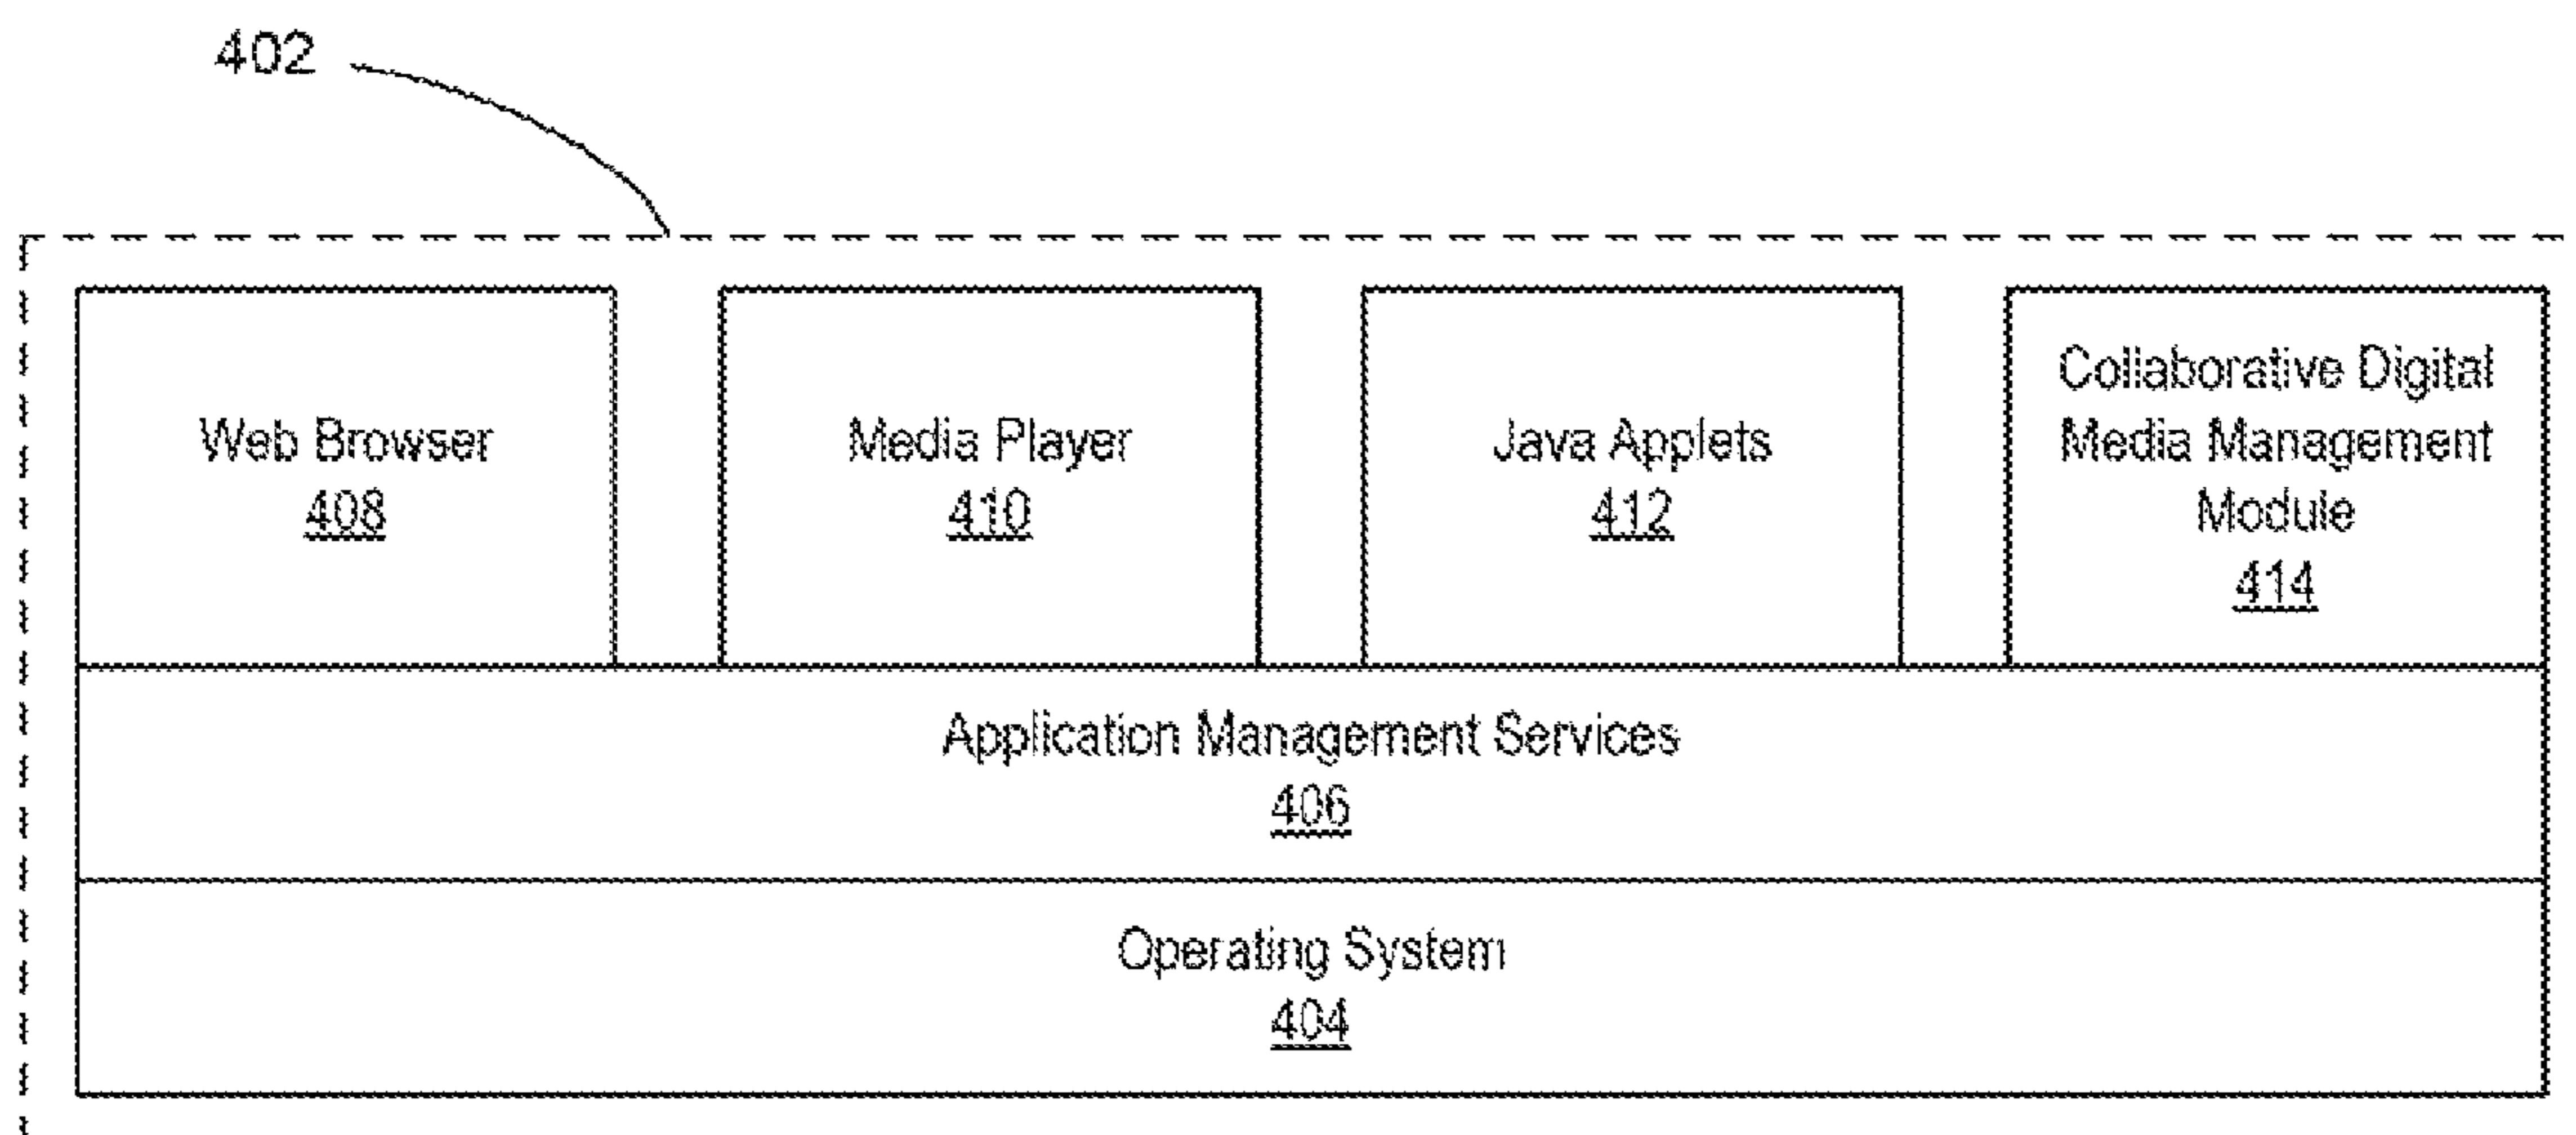 402
Web Browser
408
Media Player
410
Java Applets
412
Collaborative Digital
Media Management
Module
414
Application Management Services
406
Operating System
404